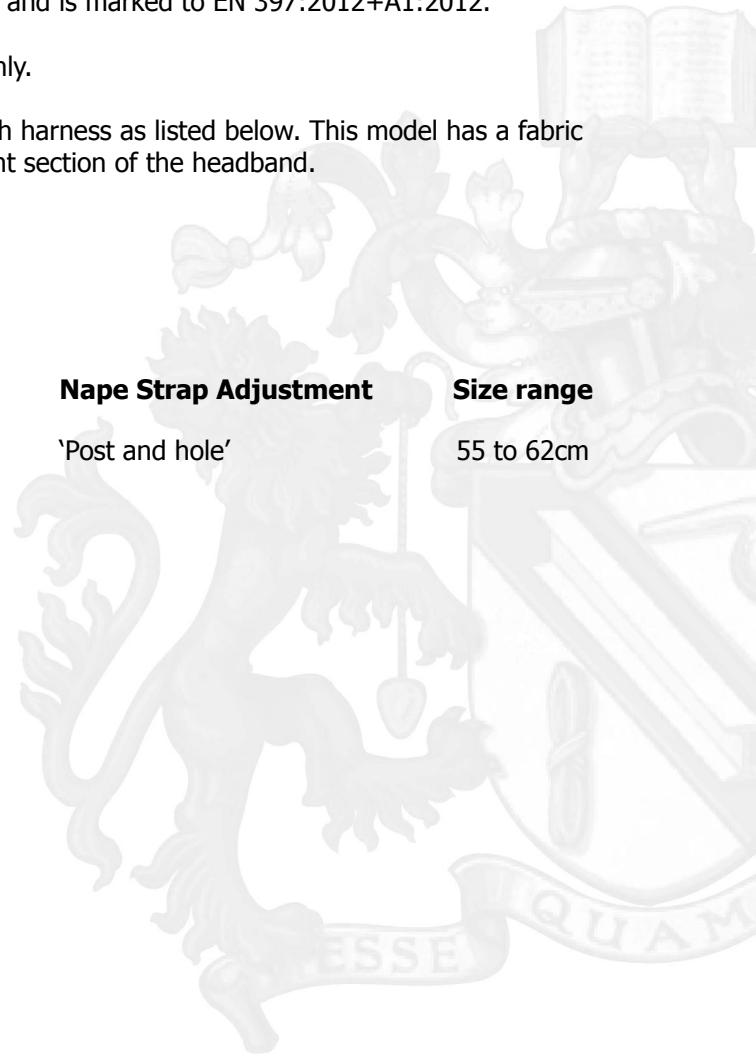 and is marked to EN 397:2012+A1:2012.
nly.
h harness as listed below. This model has a fabric
nt section of the headband.
Nape Strap Adjustment Size range
‘Post and hole’ 55 to 62cm
ESSE QUAM